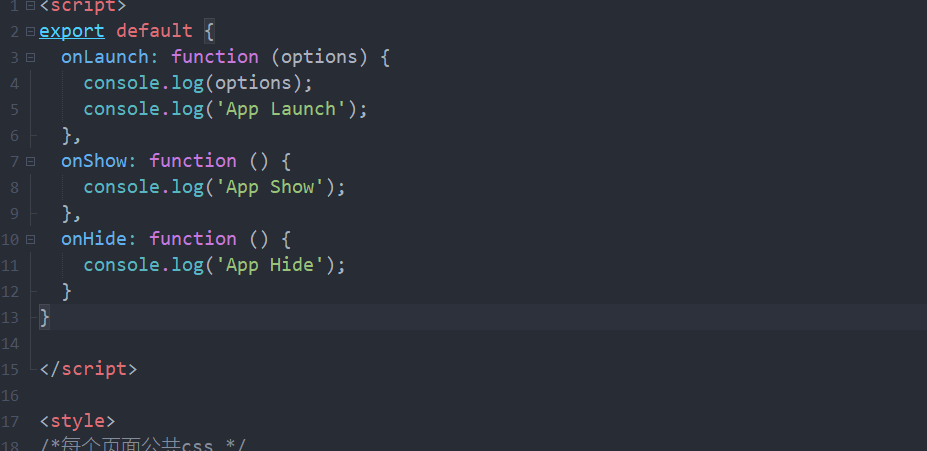 1 <script>
2 export default {
3 onLaunch: function (options) {
4 console.log(options);
5 console.log('App Launch');
6 },
7 onShow: function () {
8 console.log('App Show');
9 },
10 onHide: function () {
11 console.log('App Hide');
12 }
13 }
14
15 </script>
16
17 <style>
18 /*每个页面公共css */